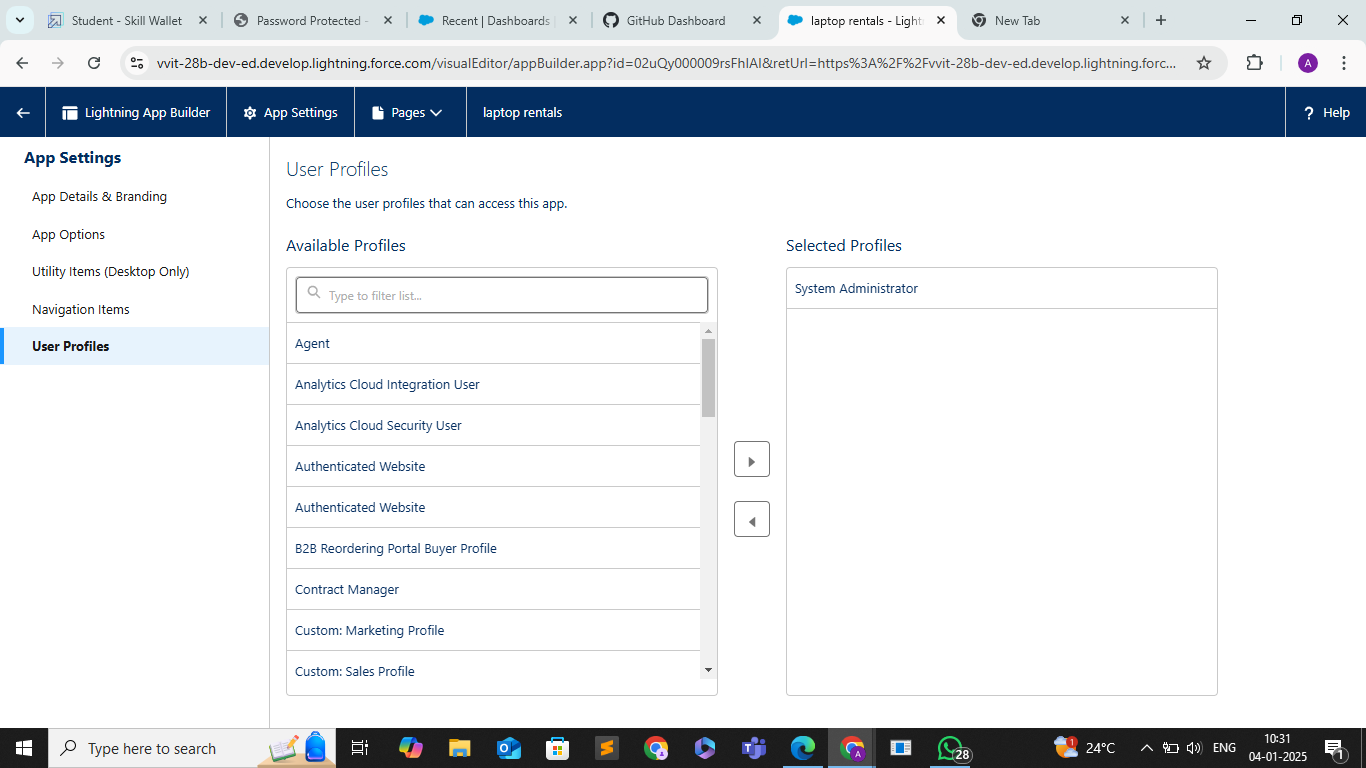 Student - Skill Wallet
Password Protected -
Recent | Dashboards
GitHub Dashboard
laptop rentals - Light
New Tab
vvit-28b-dev-ed.develop.lightning.force.com/visualEditor/appBuilder.app?id=02uQy000009rsFhIAI&retUrl=https%3A%2F%2Fvvit-28b-dev-ed.develop.lightning.forc...
A
Lightning App Builder
App Settings
Pages
laptop rentals
? Help
App Settings
App Details & Branding
App Options
Utility Items (Desktop Only)
Navigation Items
User Profiles
User Profiles
Choose the user profiles that can access this app.
Available Profiles
Type to filter list...
Agent
Analytics Cloud Integration User
Analytics Cloud Security User
Authenticated Website
Authenticated Website
B2B Reordering Portal Buyer Profile
Contract Manager
Custom: Marketing Profile
Custom: Sales Profile
Selected Profiles
System Administrator
Type here to search
A
28
1
24°C
ENG
10:31
04-01-2025
1